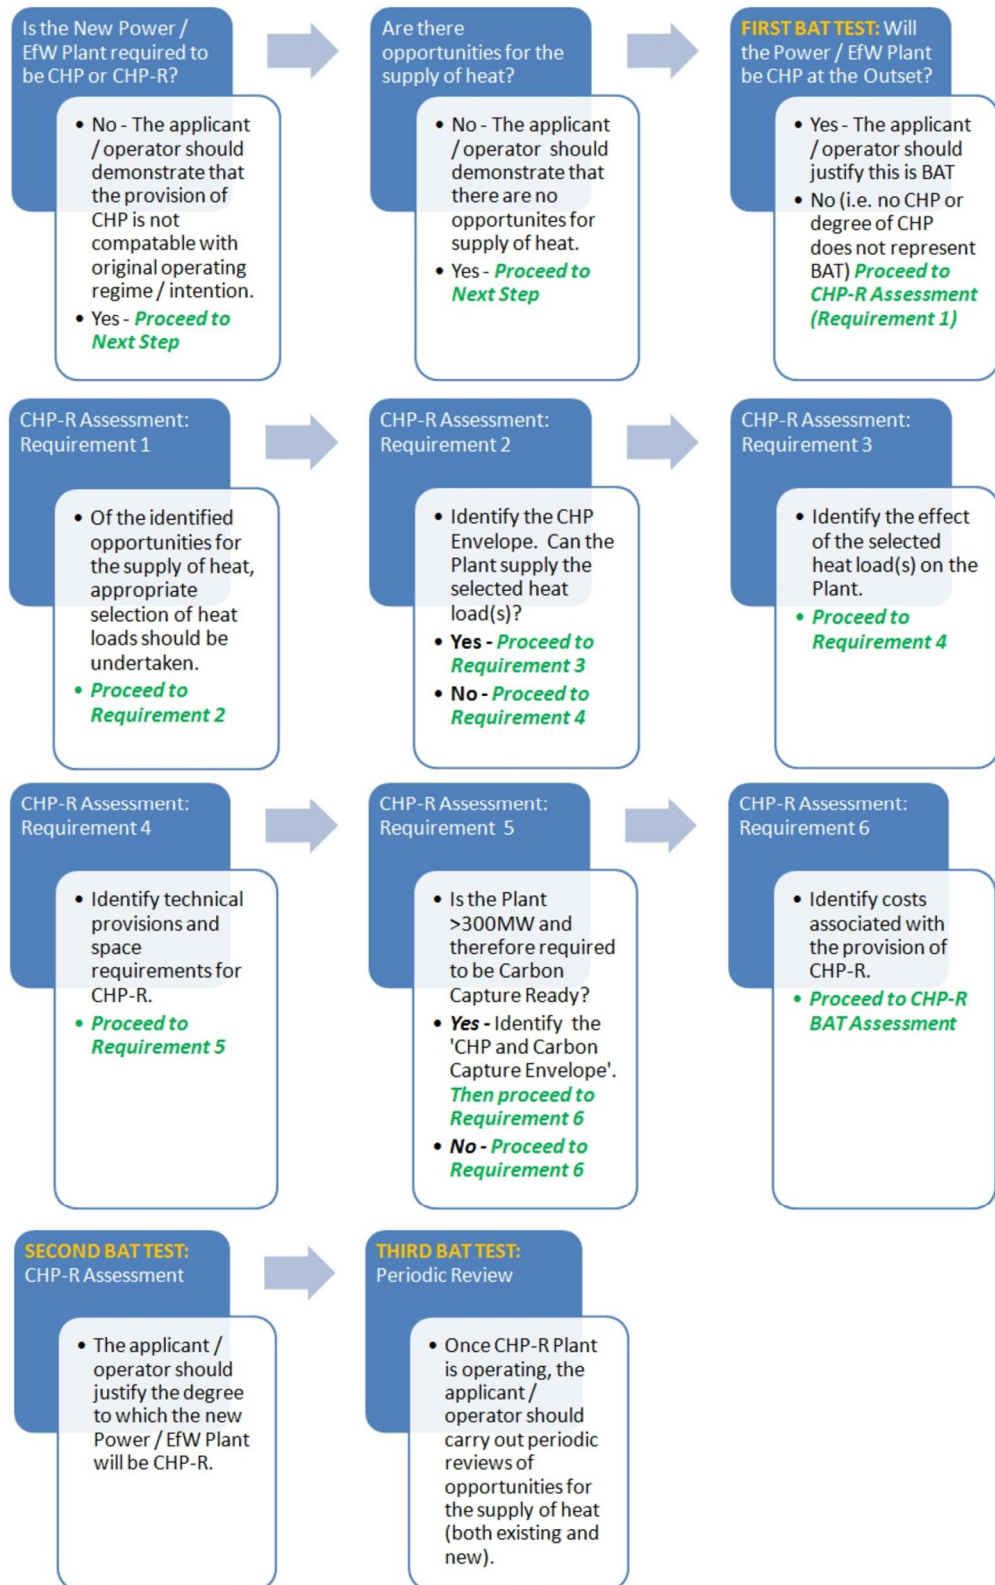 Is the New Power /
EfW Plant required to
be CHP or CHP-R?
• No - The applicant
/ operator should
demonstrate that
the provision of
CHP is not
compatable with
original operating
regime / intention.
• Yes - Proceed to
Next Step
Are there
opportunities for the
supply of heat?
• No - The applicant
/ operator should
demonstrate that
there are no
opportunites for
supply of heat.
• Yes - Proceed to
Next Step
FIRST BAT TEST: Will
the Power / EfW Plant
be CHP at the Outset?
• Yes - The applicant
/ operator should
justify this is BAT
• No (i.e. no CHP or
degree of CHP
does not represent
BAT) Proceed to
CHP-R Assessment
(Requirement 1)
CHP-R Assessment:
Requirement 1
• Of the identified
opportunities for
the supply of heat,
appropriate
selection of heat
loads should be
undertaken.
• Proceed to
Requirement 2
CHP-R Assessment:
Requirement 2
• Identify the CHP
Envelope. Can the
Plant supply the
selected heat
load(s)?
• Yes - Proceed to
Requirement 3
• No - Proceed to
Requirement 4
CHP-R Assessment:
Requirement 3
• Identify the effect
of the selected
heat load(s) on the
Plant.
• Proceed to
Requirement 4
CHP-R Assessment:
Requirement 4
• Identify technical
provisions and
space
requirements for
CHP-R.
• Proceed to
Requirement 5
CHP-R Assessment:
Requirement 5
• Is the Plant
>300MW and
therefore required
to be Carbon
Capture Ready?
• Yes - Identify the
'CHP and Carbon
Capture Envelope'.
Then proceed to
Requirement 6
• No - Proceed to
Requirement 6
CHP-R Assessment:
Requirement 6
• Identify costs
associated with
the provision of
CHP-R.
• Proceed to CHP-R
BAT Assessment
SECOND BAT TEST:
CHP-R Assessment
• The applicant /
operator should
justify the degree
to which the new
Power / EfW Plant
will be CHP-R.
THIRD BAT TEST:
Periodic Review
• Once CHP-R Plant
is operating, the
applicant /
operator should
carry out periodic
reviews of
opportunities for
the supply of heat
(both existing and
new).